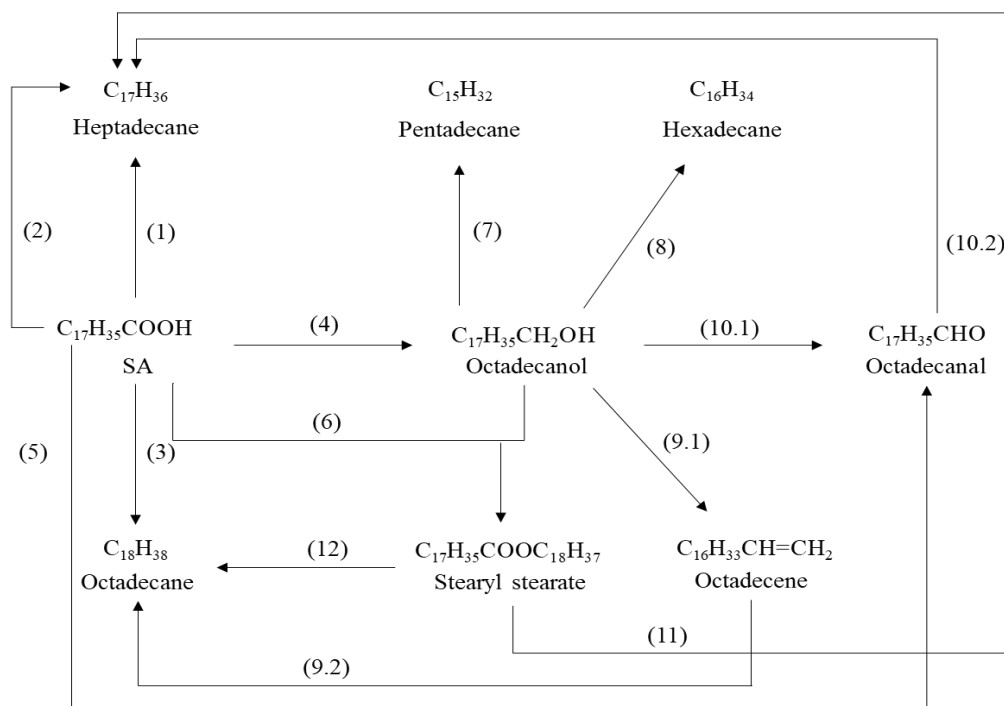 C₁₇H₃₆ C₁₅H₃₂ C₁₆H₃₄
Heptadecane Pentadecane Hexadecane
(2) (1) (7) (8) (10.2)
C₁₇H₃₅COOH (4) C₁₇H₃₅CH₂OH (10.1) C₁₇H₃₅CHO
SA Octadecanol Octadecanal
(5) (3) (6) (9.1)
C₁₈H₃₈ (12) C₁₇H₃₅COOC₁₈H₃₇ C₁₆H₃₃CH=CH₂
Octadecane Stearyl stearate Octadecene
(9.2) (11)